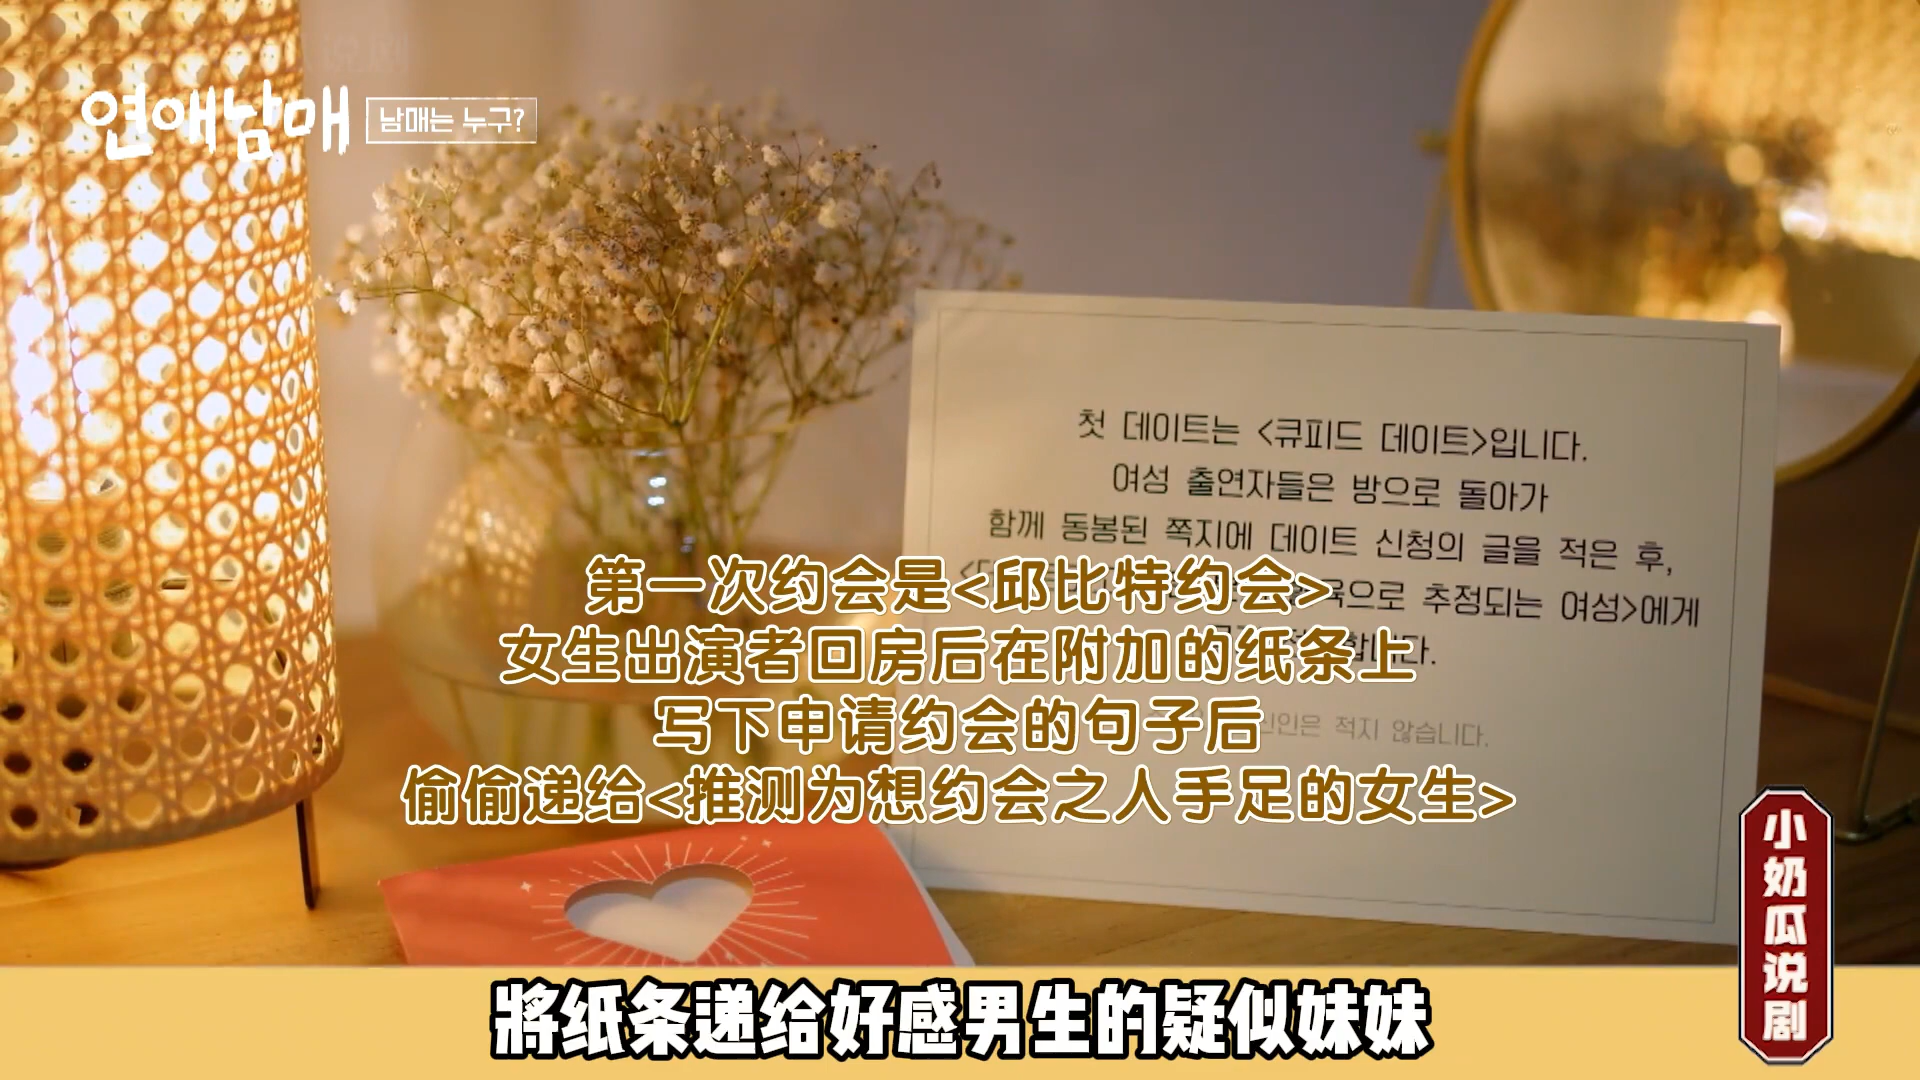 연애남매
남매는 누구?
첫 데이트는 <큐피드 데이트>입니다.
여성 출연자들은 방으로 돌아가
함께 동봉된 쪽지에 데이트 신청의 글을 적은 후,
추정되는 여성>에게
적지 않습니다.
第一次约会是<邱比特约会>
女生出演者回房后在附加的纸条上
写下申请约会的句子后
偷偷递给<推测为想约会之人手足的女生>
小奶瓜说剧
將纸条递给好感男生的疑似妹妹